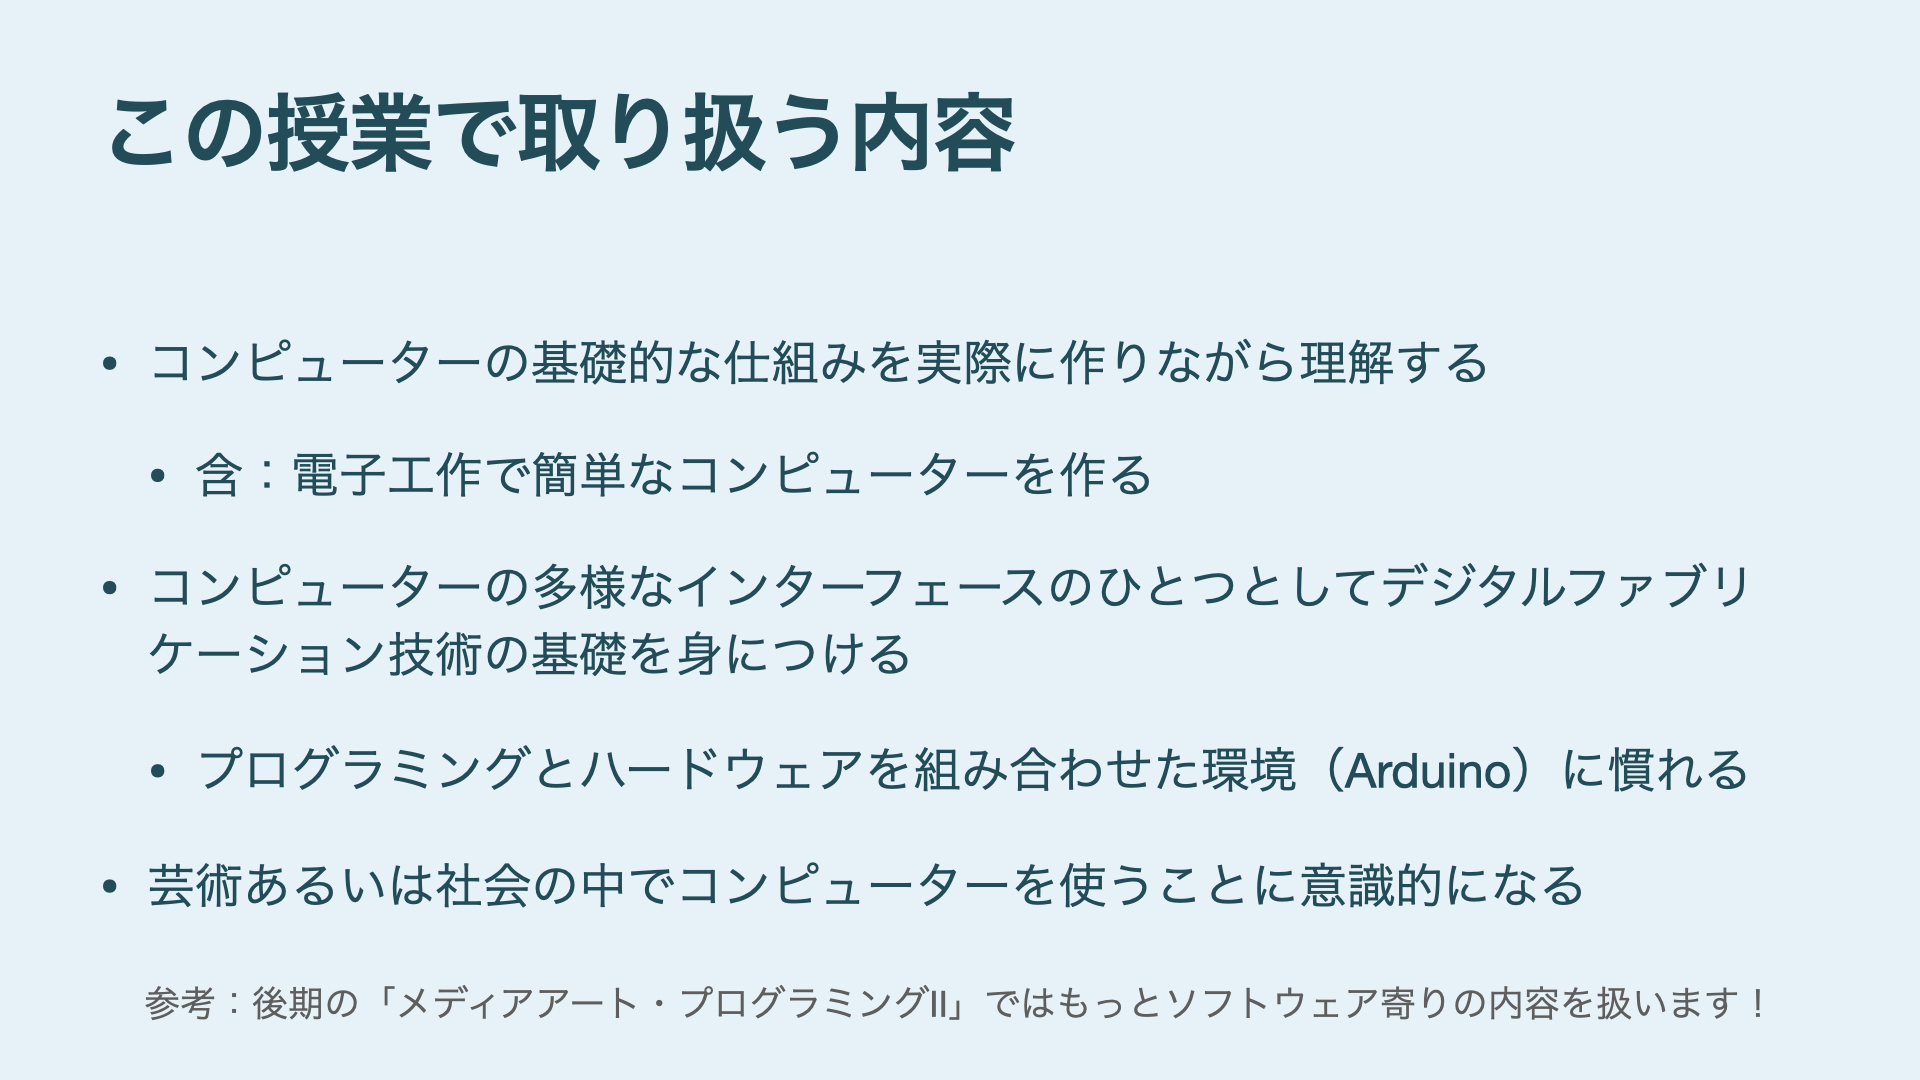 この授業で取り扱う内容
• コンピューターの基礎的な仕組みを実際に作りながら理解する
• 含：電子工作で簡単なコンピューターを作る
• コンピューターの多様なインターフェースのひとつとしてデジタルファブリ
ケーション技術の基礎を身につける
• プログラミングとハードウェアを組み合わせた環境（Arduino）に慣れる
• 芸術あるいは社会の中でコンピューターを使うことに意識的になる
参考：後期の「メディアアート・プログラミングII」ではもっとソフトウェア寄りの内容を扱います！